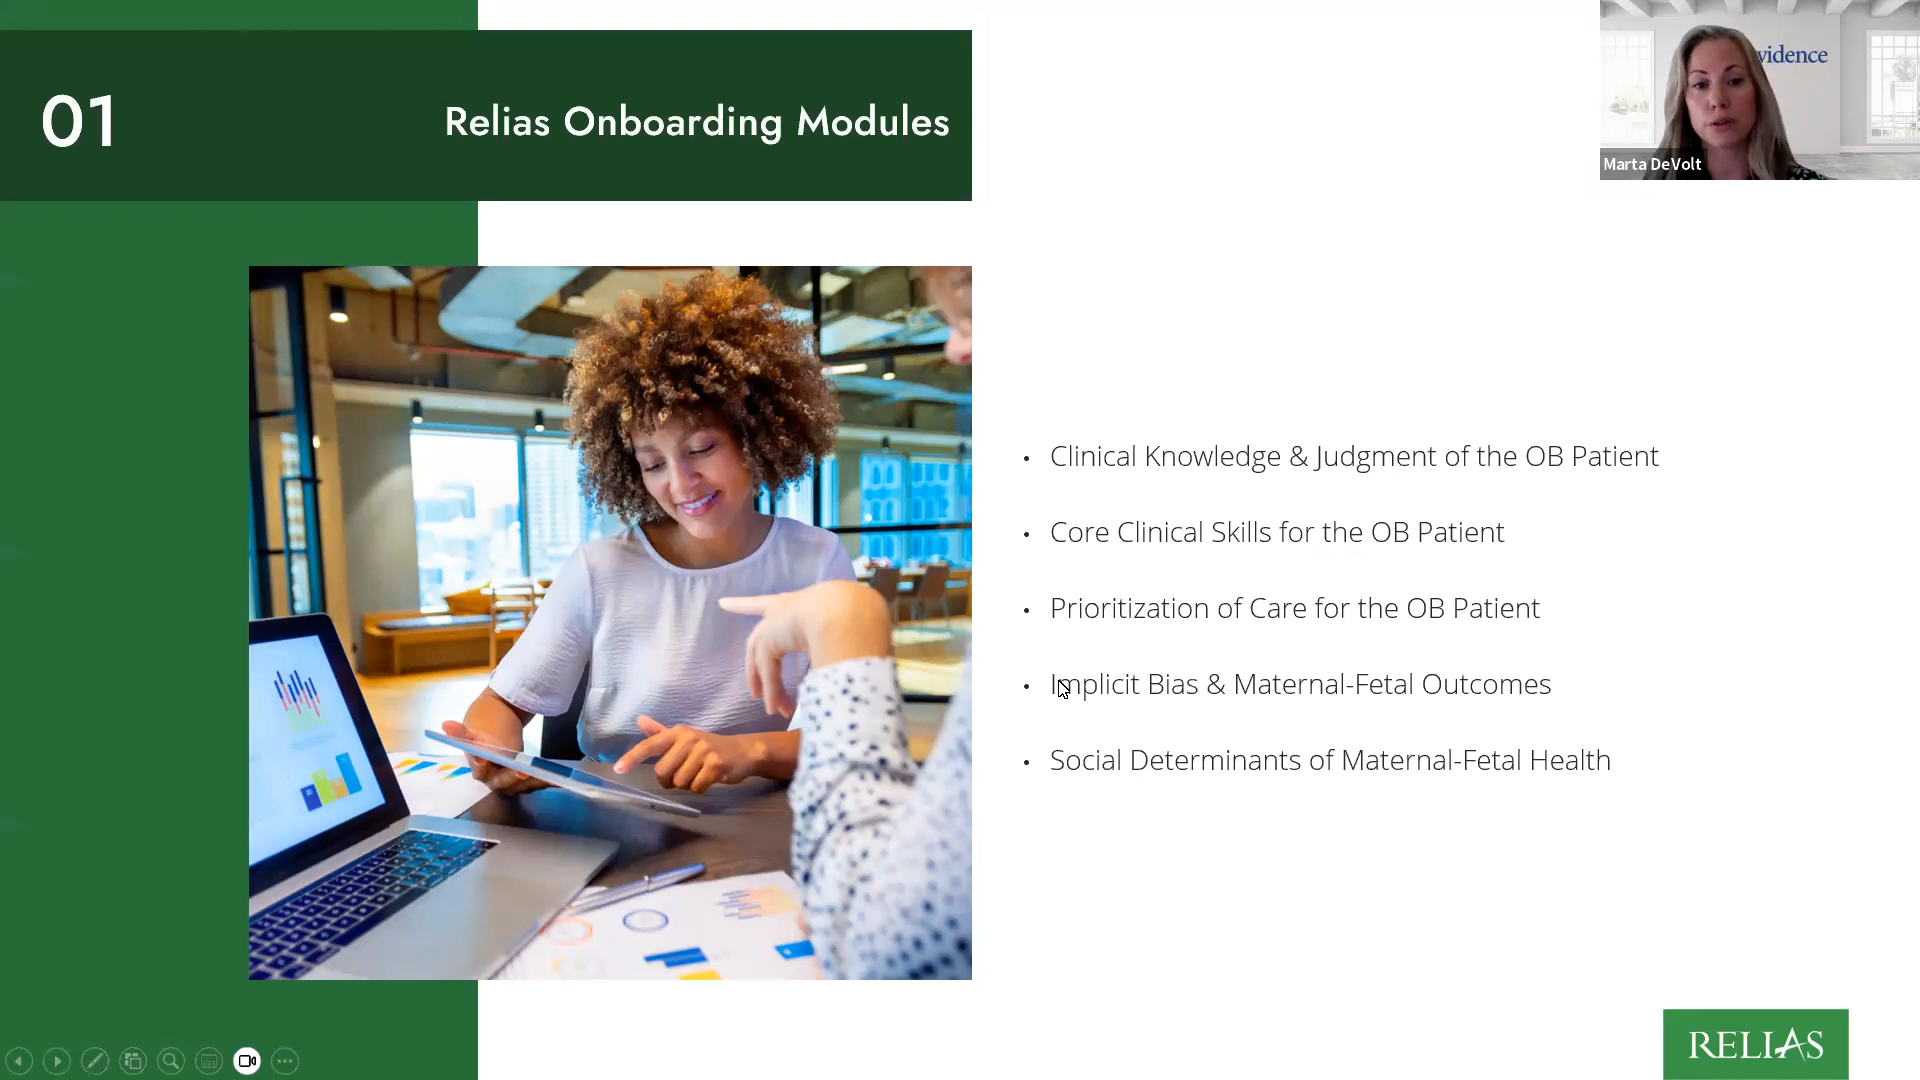 01
Relias Onboarding Modules
vidence
Marta DeVolt
• Clinical Knowledge & Judgment of the OB Patient
• Core Clinical Skills for the OB Patient
• Prioritization of Care for the OB Patient
• Implicit Bias & Maternal-Fetal Outcomes
• Social Determinants of Maternal-Fetal Health
RELIAS